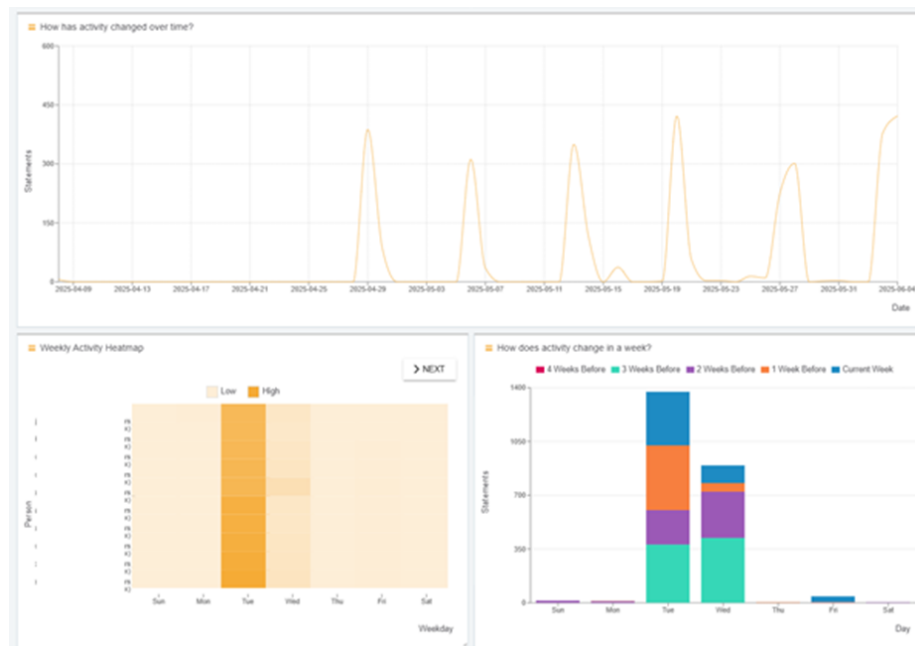 How has activity changed over time?
600
450
300
150
0
Statements
2025-04-09 2025-04-13 2025-04-17 2025-04-21 2025-04-25 2025-04-29 2025-05-03 2025-05-07 2025-05-11 2025-05-15 2025-05-19 2025-05-23 2025-05-27 2025-05-31 2025-06-04
Date
Weekly Activity Heatmap
> NEXT
Low High
Person
Sun Mon Tue Wed Thu Fri Sat
Weekday
How does activity change in a week?
4 Weeks Before 3 Weeks Before 2 Weeks Before 1 Week Before Current Week
1400
1050
700
350
0
Statements
Sun Mon Tue Wed Thu Fri Sat
Day